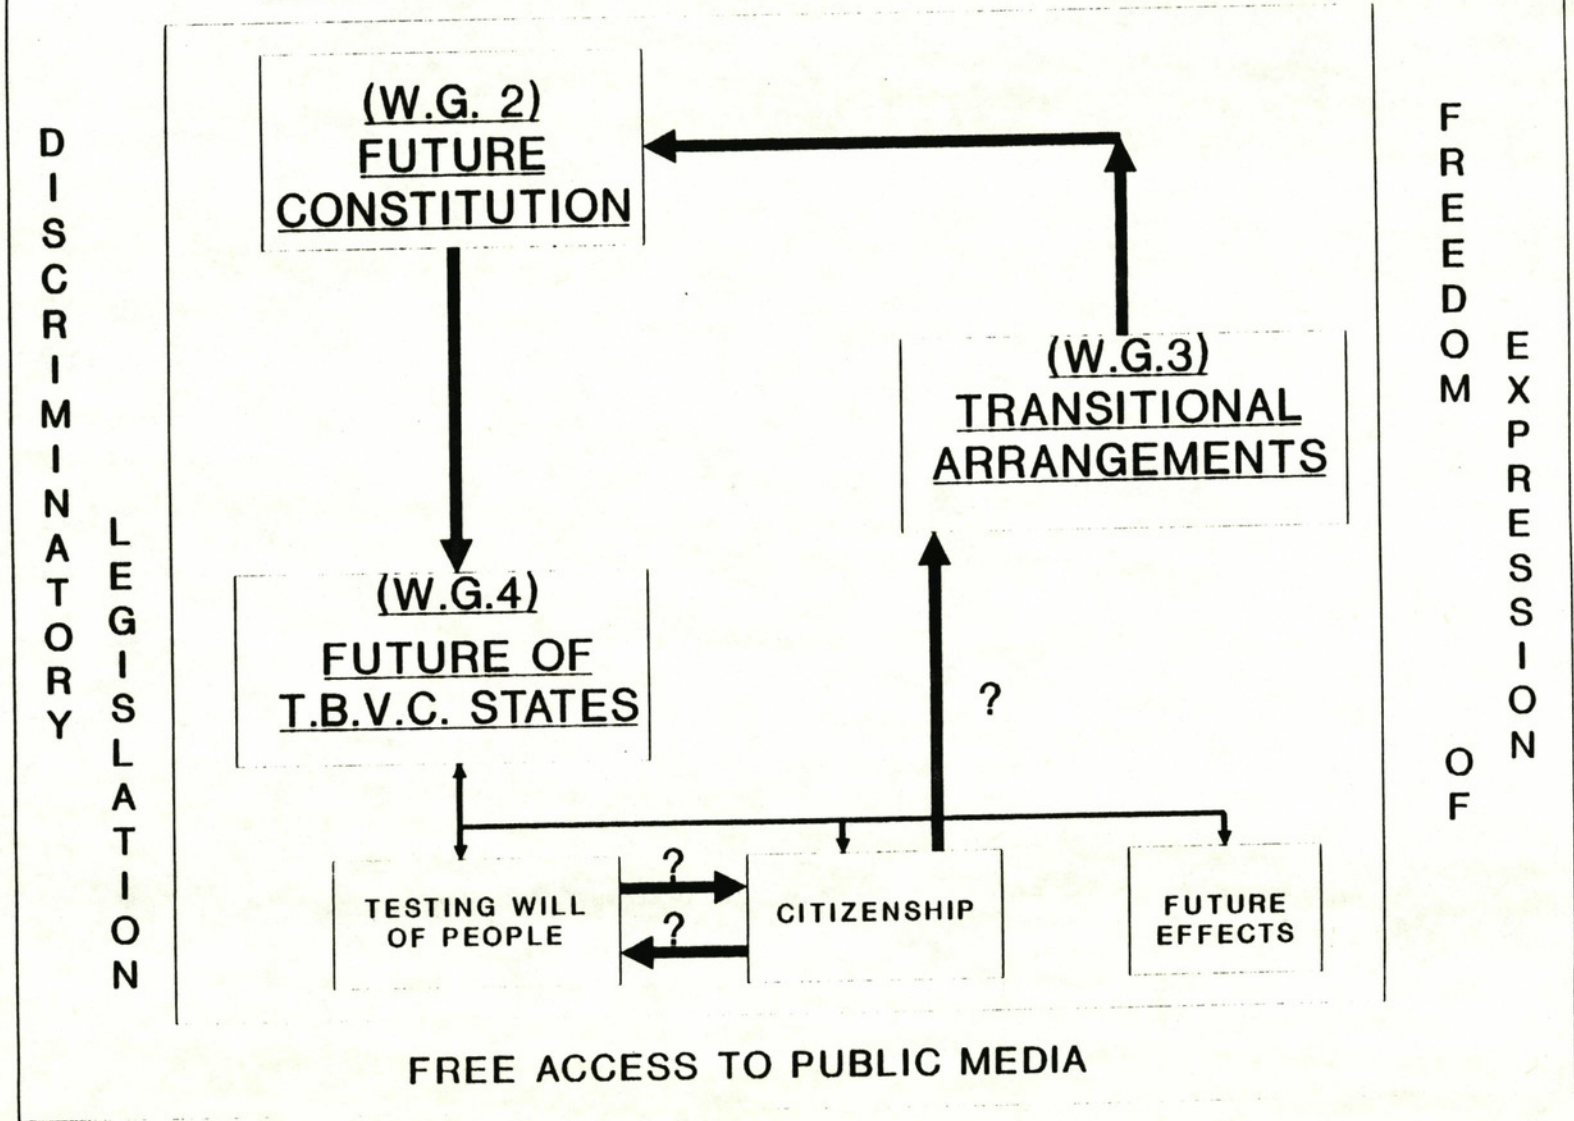 DISCRIMINATORY
LEGISLATION
(W.G. 2)
FUTURE
CONSTITUTION
(W.G.3)
TRANSITIONAL
ARRANGEMENTS
(W.G.4)
FUTURE OF
T.B.V.C. STATES
?
?
?
TESTING WILL
OF PEOPLE
CITIZENSHIP
FUTURE
EFFECTS
FREEDOM OF
EXPRESSION
FREE ACCESS TO PUBLIC MEDIA